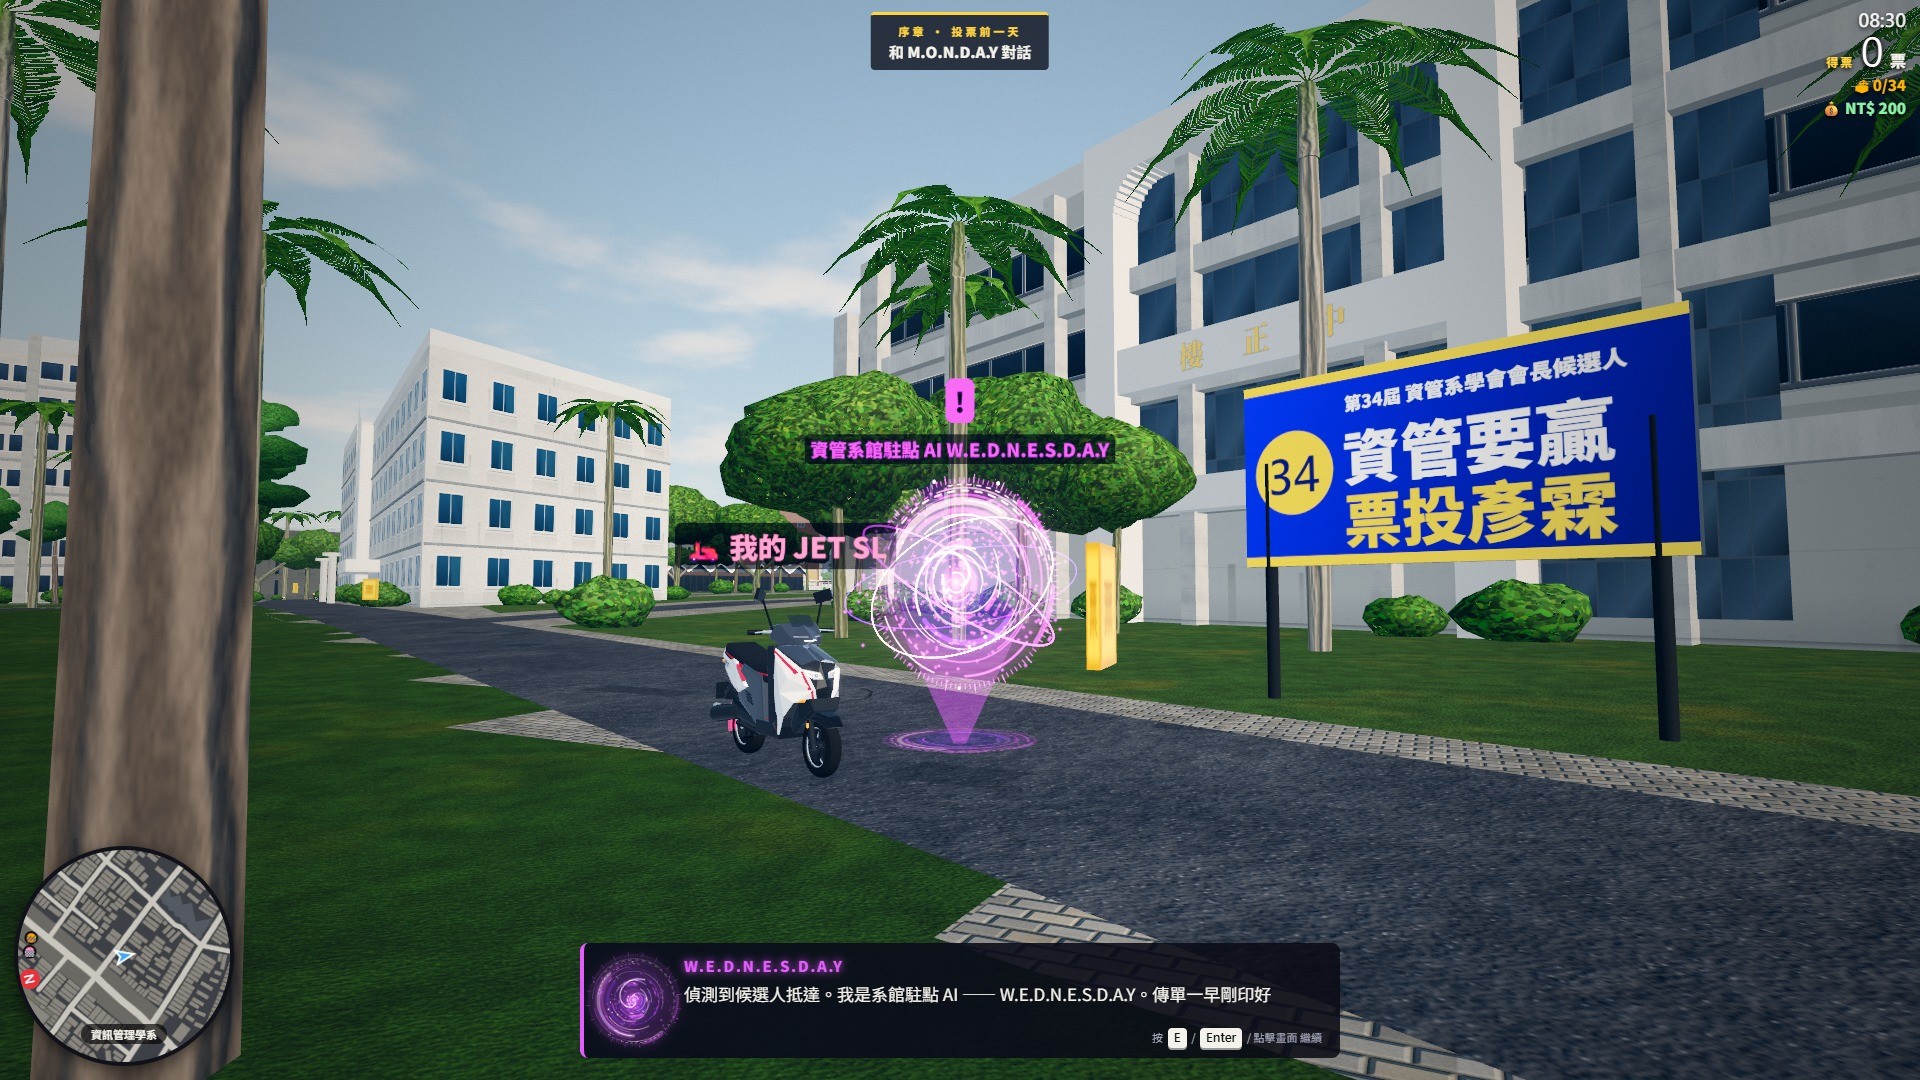 序章 · 投票前一天
和 M.O.N.D.A.Y 對話
08:30
得票 0 票
0/34
NT$ 200
中正樓
第34屆 資管系學會會長候選人
34
資管要贏
票投彥霖
!
資管系館駐點 AI W.E.D.N.E.S.D.A.Y
我的 JET SL
資訊管理學系
Z
W.E.D.N.E.S.D.A.Y
偵測到候選人抵達。我是系館駐點 AI —— W.E.D.N.E.S.D.A.Y。傳單一早剛印好
按 E / Enter / 點擊畫面 繼續